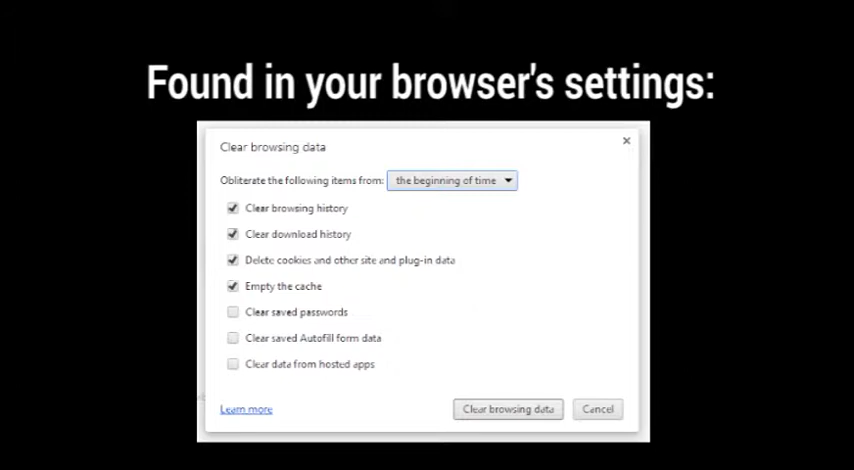 Found in your browser's settings:
Clear browsing data
Obliterate the following items from: the beginning of time
Clear browsing history
Clear download history
Delete cookies and other site and plug-in data
Empty the cache
Clear saved passwords
Clear saved Autofill form data
Clear data from hosted apps
Learn more Clear browsing data Cancel